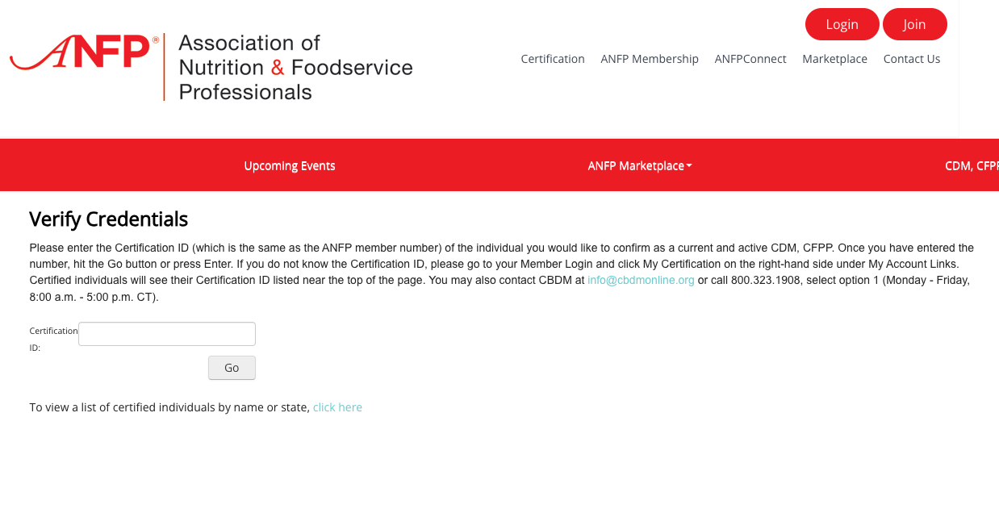 Login
Join
ANFP®
Association of
Nutrition & Foodservice
Professionals
Certification
ANFP Membership
ANFPConnect
Marketplace
Contact Us
Upcoming Events
ANFP Marketplace
CDM, CFPP
Verify Credentials
Please enter the Certification ID (which is the same as the ANFP member number) of the individual you would like to confirm as a current and active CDM, CFPP. Once you have entered the
number, hit the Go button or press Enter. If you do not know the Certification ID, please go to your Member Login and click My Certification on the right-hand side under My Account Links.
Certified individuals will see their Certification ID listed near the top of the page. You may also contact CBDM at info@cbdmonline.org or call 800.323.1908, select option 1 (Monday - Friday,
8:00 a.m. - 5:00 p.m. CT).
Certification
ID:
Go
To view a list of certified individuals by name or state, click here